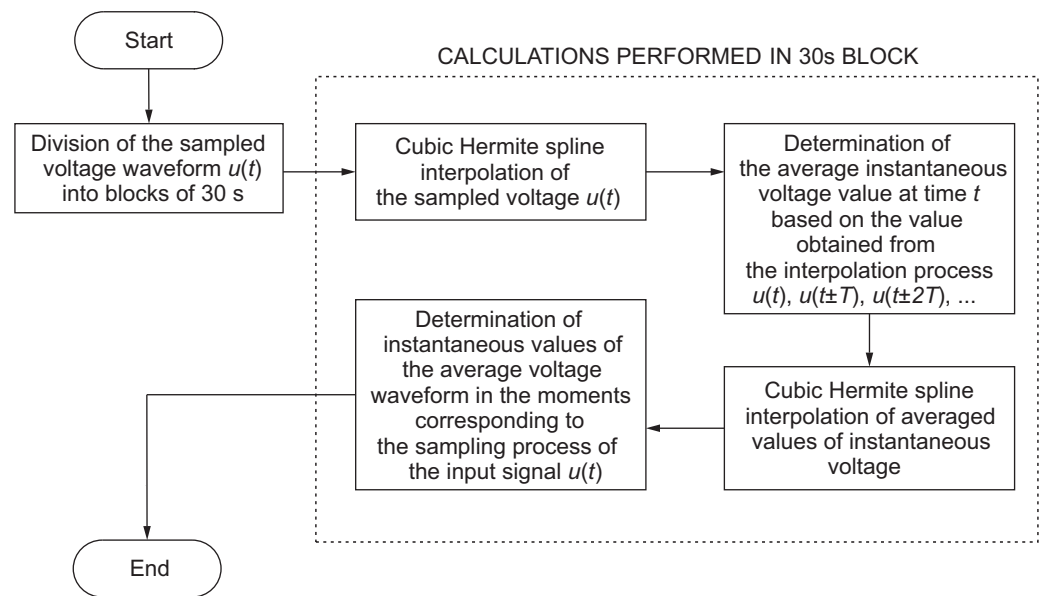 Start
Division of the sampled
voltage waveform u(t)
into blocks of 30 s
CALCULATIONS PERFORMED IN 30s BLOCK
Cubic Hermite spline
interpolation of
the sampled voltage u(t)
Determination of
the average instantaneous
voltage value at time t
based on the value
obtained from
the interpolation process
u(t), u(t±T), u(t±2T), ...
Cubic Hermite spline
interpolation of averaged
values of instantaneous
voltage
Determination of
instantaneous values of
the average voltage
waveform in the moments
corresponding to
the sampling process of
the input signal u(t)
End